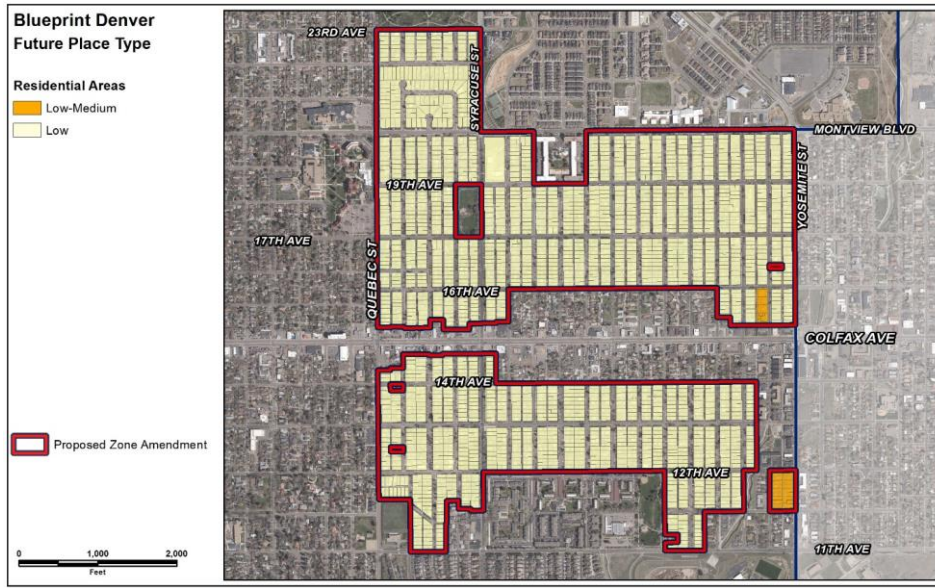 Blueprint Denver
Future Place Type
Residential Areas
Low-Medium
Low
Proposed Zone Amendment
0 1,000 2,000
Feet
23RD AVE
SYRACUSE ST
MONTVIEW BLVD
19TH AVE
YOSEMITE ST
17TH AVE
QUEBEC ST
16TH AVE
COLFAX AVE
14TH AVE
12TH AVE
11TH AVE